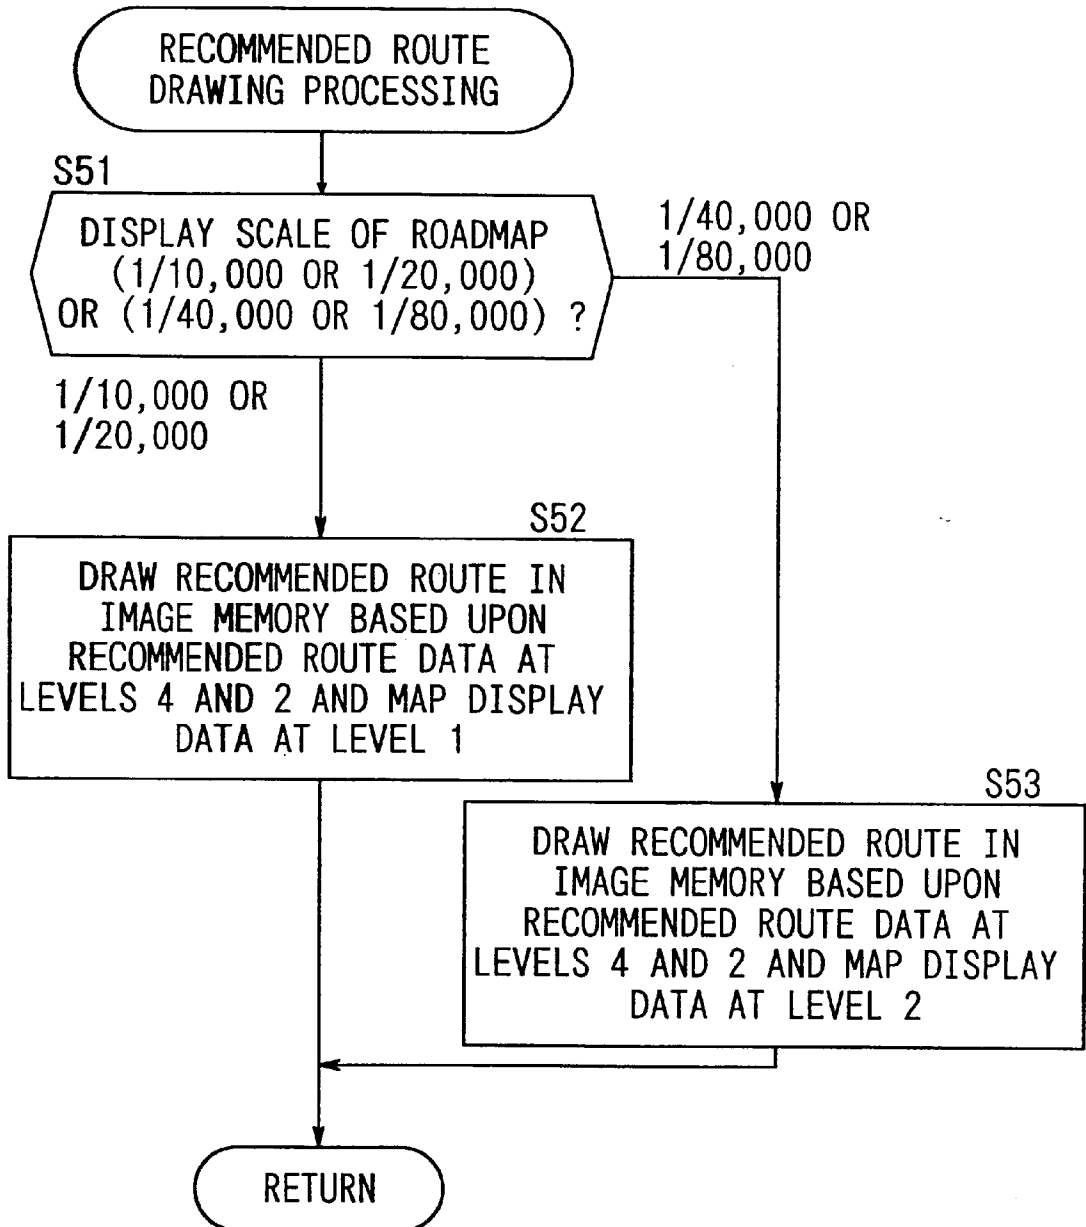 RECOMMENDED ROUTE
DRAWING PROCESSING
S51
DISPLAY SCALE OF ROADMAP
(1/10,000 OR 1/20,000)
OR (1/40,000 OR 1/80,000) ?
1/40,000 OR
1/80,000
1/10,000 OR
1/20,000
S52
DRAW RECOMMENDED ROUTE IN
IMAGE MEMORY BASED UPON
RECOMMENDED ROUTE DATA AT
LEVELS 4 AND 2 AND MAP DISPLAY
DATA AT LEVEL 1
S53
DRAW RECOMMENDED ROUTE IN
IMAGE MEMORY BASED UPON
RECOMMENDED ROUTE DATA AT
LEVELS 4 AND 2 AND MAP DISPLAY
DATA AT LEVEL 2
RETURN